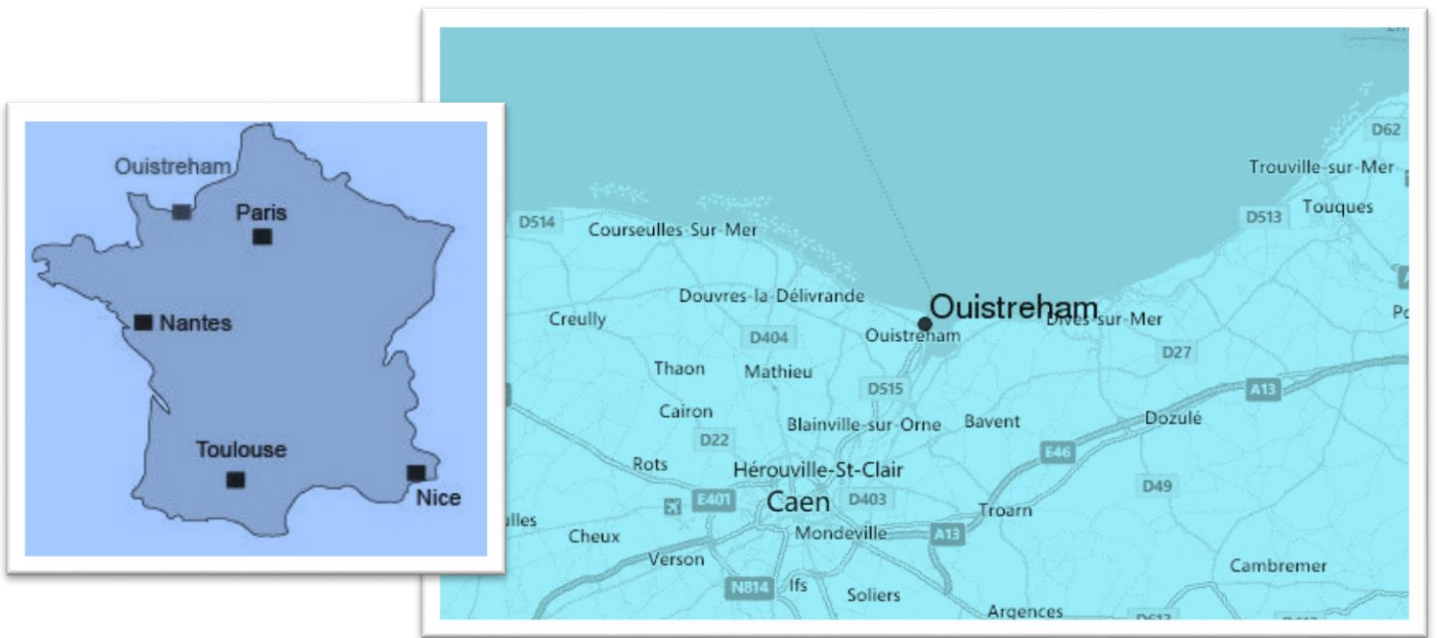 Ouistreham
Paris
Nantes
Toulouse
Nice
D62
Trouville-sur-Mer
D514
D513
Touques
Courseulles-Sur-Mer
Douvres-la-Délivrande
Ouistreham
Creully
Dives-sur-Mer
D404
Ouistreham
D27
Thaon
Mathieu
D515
A13
Cairon
Blainville-sur-Orne
Bavent
Dozulé
D22
E46
Rots
Hérouville-St-Clair
E401
Caen
D403
D49
Troarn
Cheux
Mondeville
A13
Verson
Cambremer
N814
Ifs
Soliers
Argences